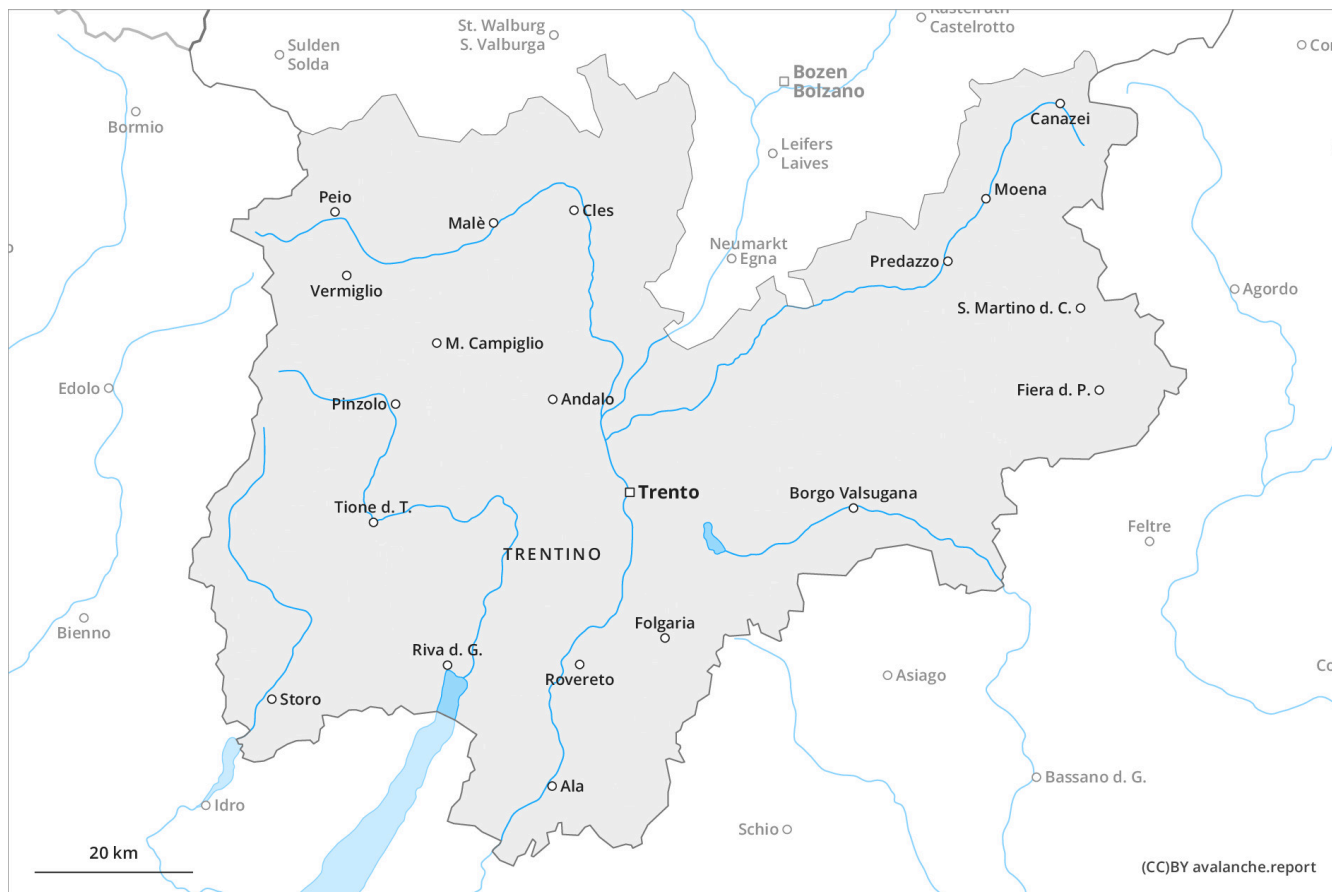 Kastelruth
Castelrotto
St. Walburg
S. Valburga
Sulden
Solda
Bozen
Bolzano
Bormio
Canazei
Leifers
Laives
Moena
Peio
Malè
Cles
Neumarkt
Egna
Predazzo
Vermiglio
Agordo
S. Martino d. C.
M. Campiglio
Edolo
Pinzolo
Andalo
Fiera d. P.
Trento
Borgo Valsugana
Tione d. T.
Feltre
TRENTINO
Bienno
Folgaria
Riva d. G.
Rovereto
Asiago
Storo
Bassano d. G.
Ala
Idro
Schio
20 km
(CC)BY avalanche.report